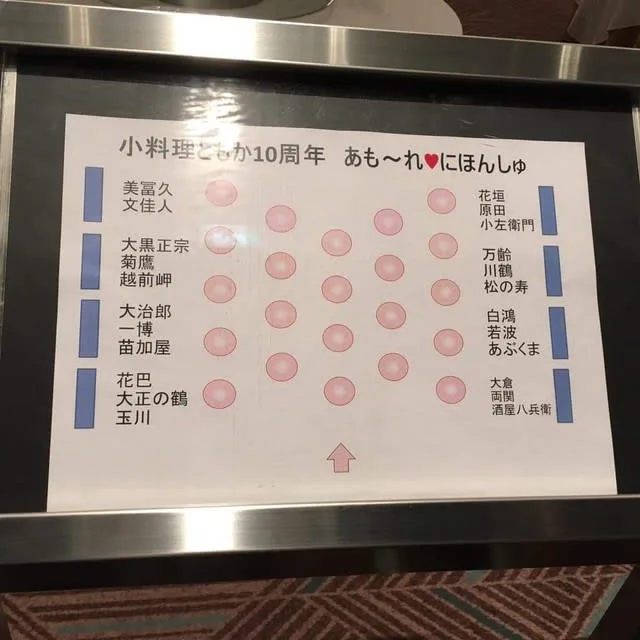 小料理ともか10周年 あも～れ♥にほんしゅ
美冨久
文佳人
大黒正宗
菊鷹
越前岬
大治郎
一博
苗加屋
花巴
大正の鶴
玉川
花垣
原田
小左衛門
万齢
川鶴
松の寿
白鴻
若波
あぶくま
大倉
両関
酒屋八兵衛